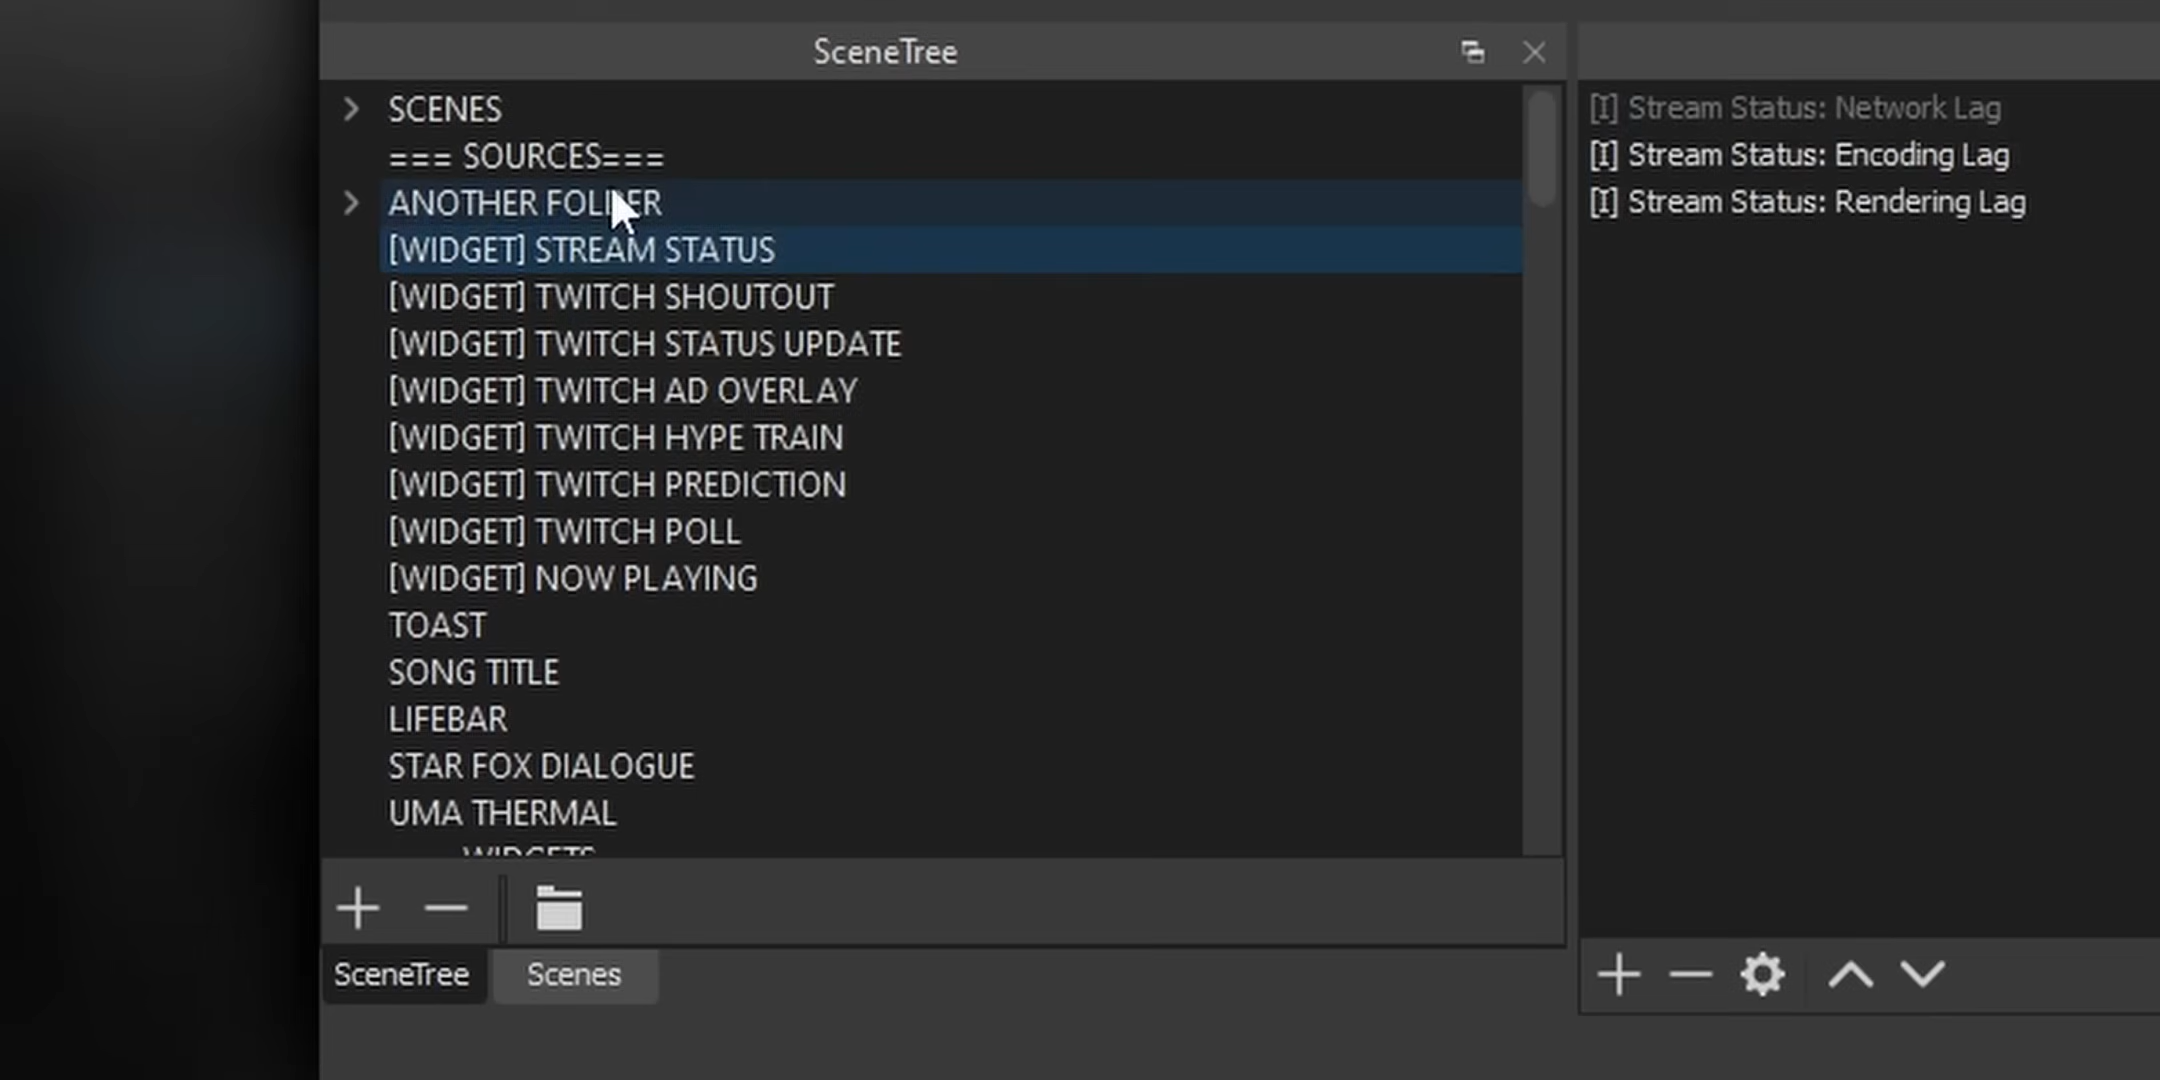 SceneTree
SCENES
=== SOURCES===
ANOTHER FOLDER
[WIDGET] STREAM STATUS
[WIDGET] TWITCH SHOUTOUT
[WIDGET] TWITCH STATUS UPDATE
[WIDGET] TWITCH AD OVERLAY
[WIDGET] TWITCH HYPE TRAIN
[WIDGET] TWITCH PREDICTION
[WIDGET] TWITCH POLL
[WIDGET] NOW PLAYING
TOAST
SONG TITLE
LIFEBAR
STAR FOX DIALOGUE
UMA THERMAL
WIDGETS
SceneTree
Scenes
[I] Stream Status: Network Lag
[I] Stream Status: Encoding Lag
[I] Stream Status: Rendering Lag